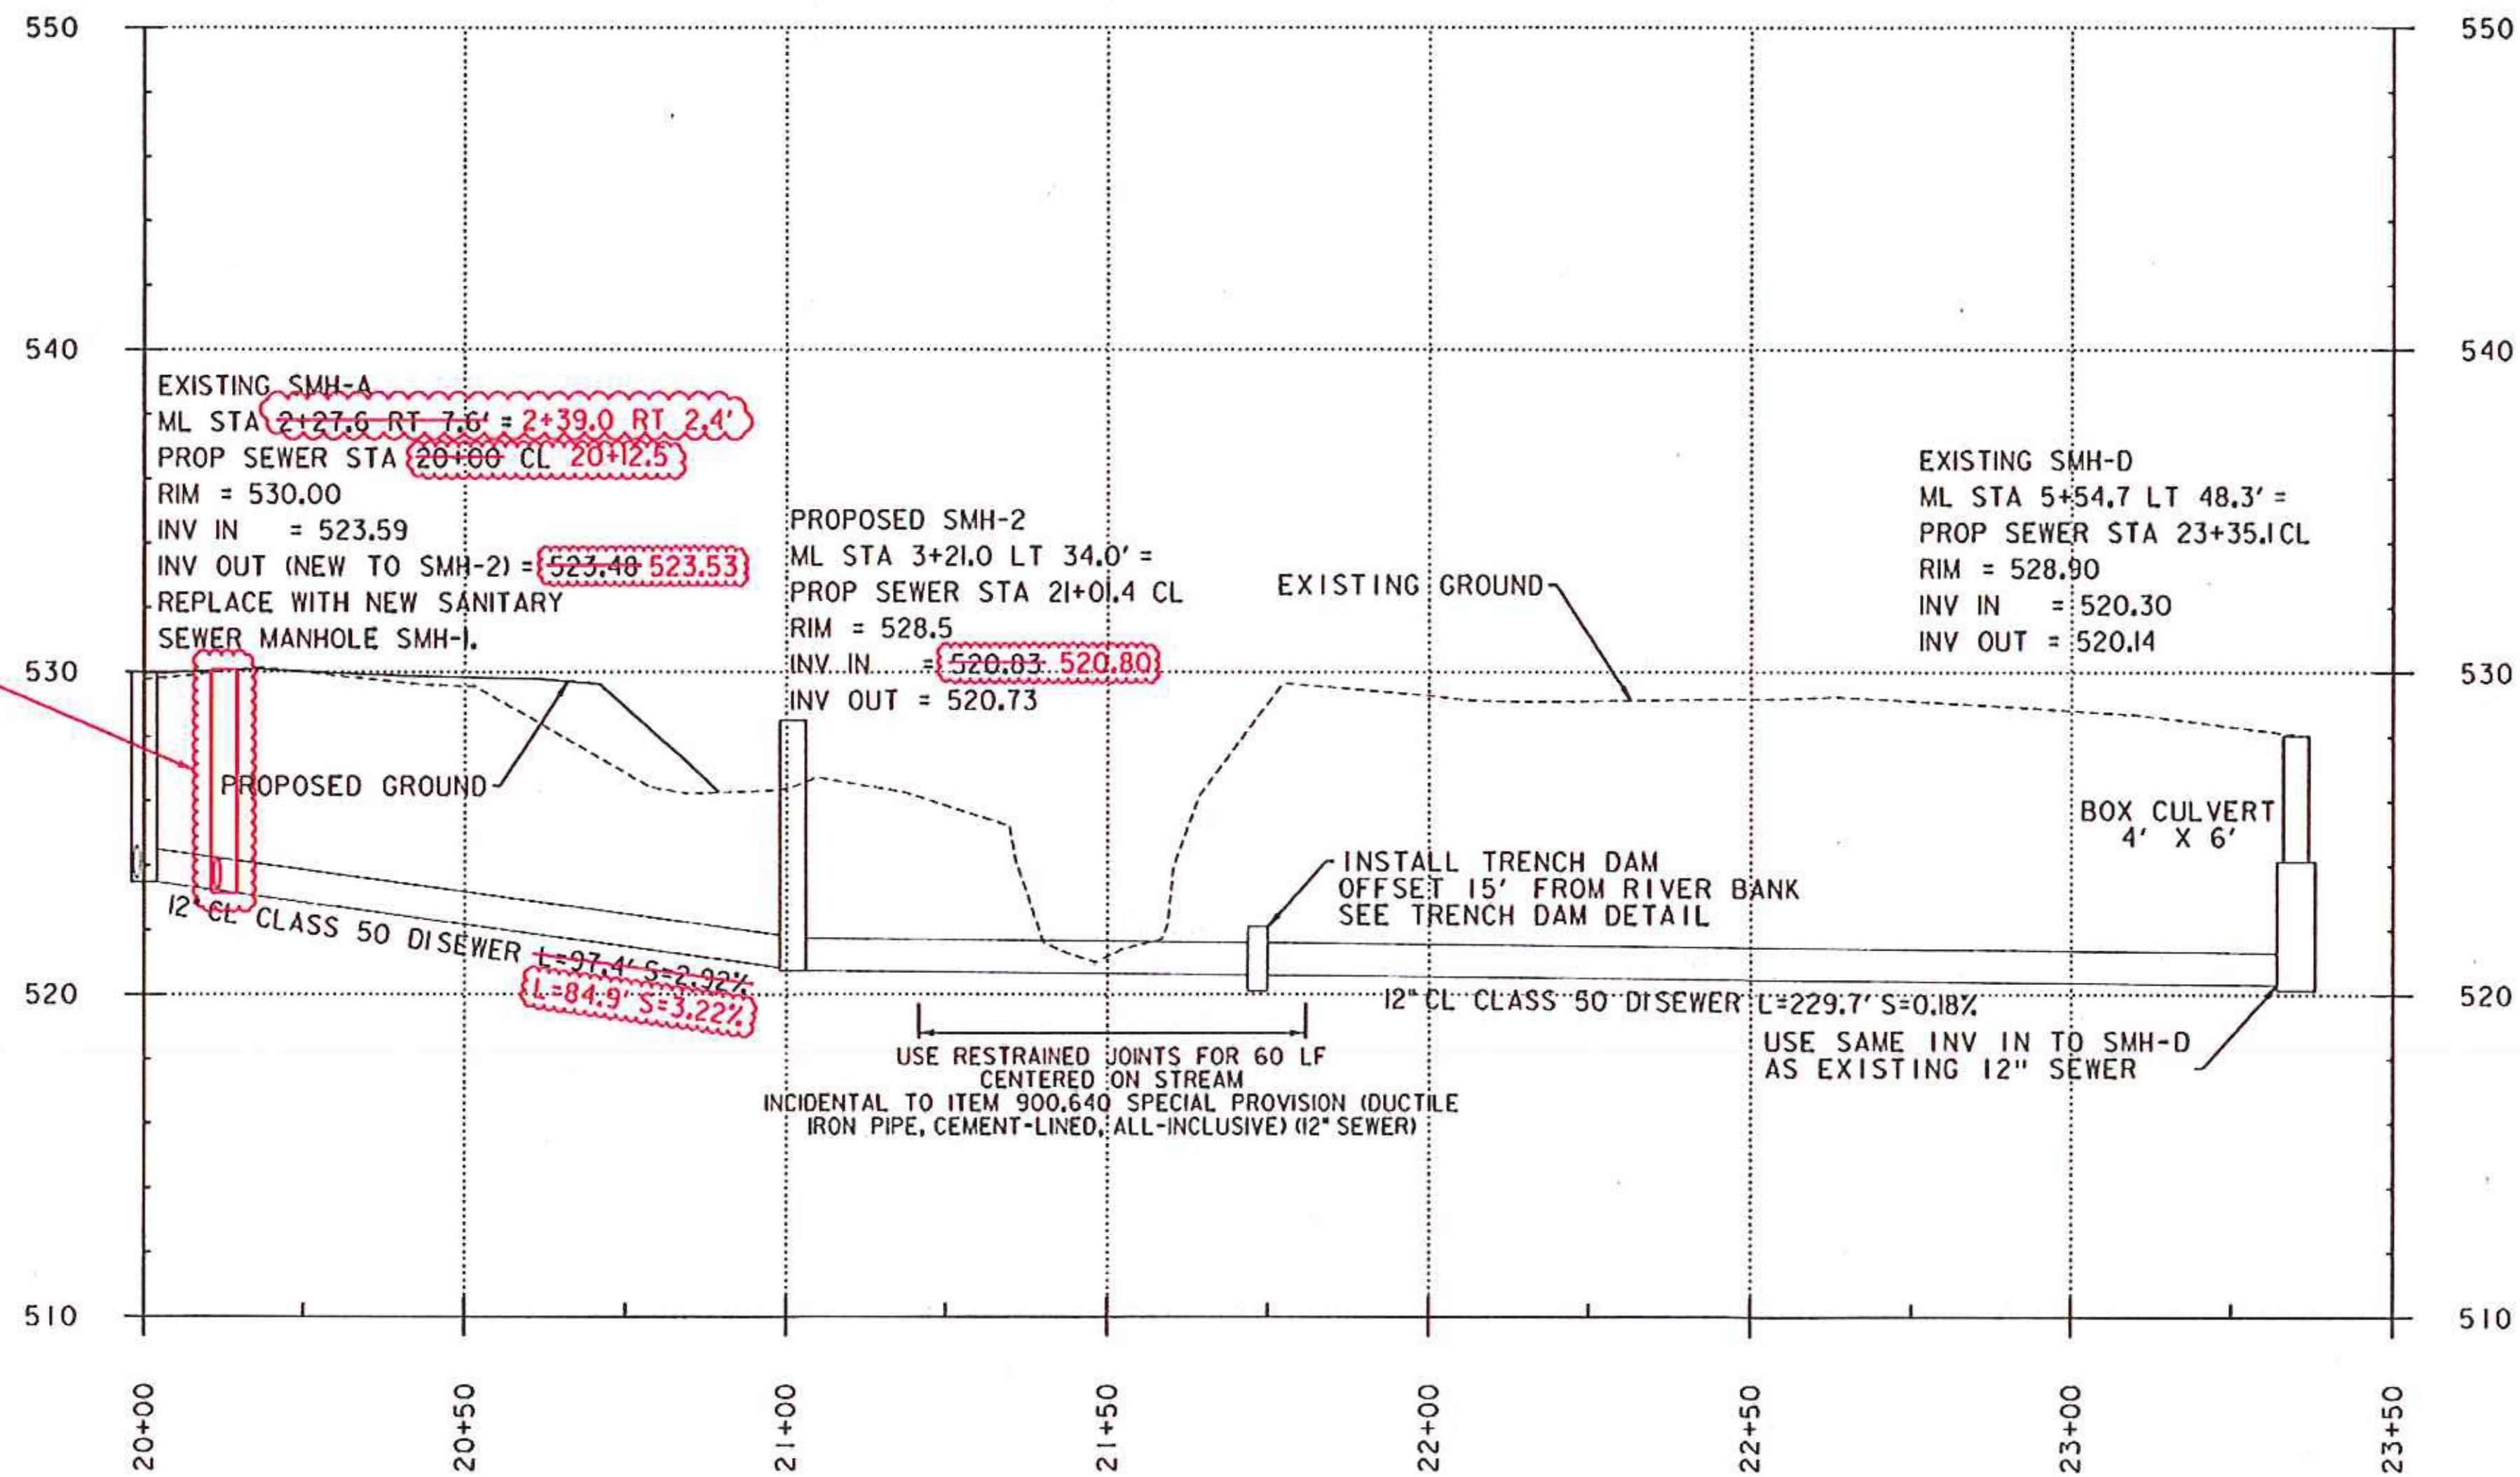 550
550
540
540
EXISTING SMH-A
ML STA 2+27.6 RT 7.6' = 2+39.0 RT 2.4'
PROP SEWER STA 20+00 CL 20+12.5
RIM = 530.00
INV IN = 523.59
INV OUT (NEW TO SMH-2) = 523.48 523.53
REPLACE WITH NEW SANITARY
SEWER MANHOLE SMH-1.
PROPOSED SMH-2
ML STA 3+21.0 LT 34.0' =
PROP SEWER STA 21+01.4 CL
RIM = 528.5
INV IN = 520.83 520.80
INV OUT = 520.73
EXISTING GROUND
EXISTING SMH-D
ML STA 5+54.7 LT 48.3' =
PROP SEWER STA 23+35.1 CL
RIM = 528.90
INV IN = 520.30
INV OUT = 520.14
530
530
PROPOSED GROUND
BOX CULVERT
4' X 6'
INSTALL TRENCH DAM
OFFSET 15' FROM RIVER BANK
SEE TRENCH DAM DETAIL
12" CL CLASS 50 DI SEWER L=97.4' S=2.92%
L=84.9' S=3.22%
520
520
12" CL CLASS 50 DI SEWER L=229.7' S=0.18%
USE RESTRAINED JOINTS FOR 60 LF
CENTERED ON STREAM
INCIDENTAL TO ITEM 900.640 SPECIAL PROVISION (DUCTILE
IRON PIPE, CEMENT-LINED, ALL-INCLUSIVE) (12" SEWER)
USE SAME INV IN TO SMH-D
AS EXISTING 12" SEWER
510
510
20+00
20+50
21+00
21+50
22+00
22+50
23+00
23+50